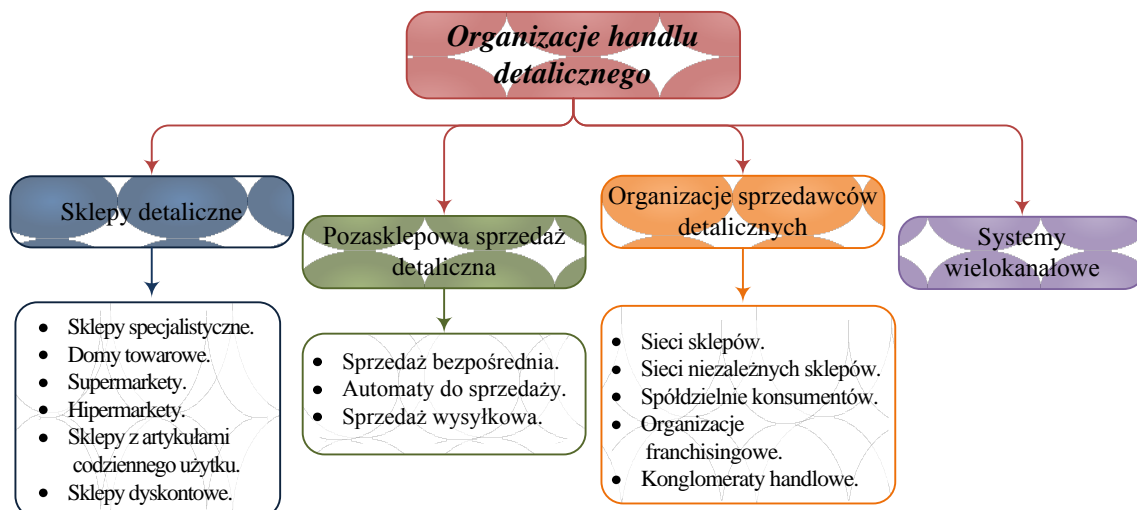 Organizacje handlu
detalicznego
Sklepy detaliczne
Pozasklepowa sprzedaż
detaliczna
Organizacje sprzedawców
detalicznych
Systemy
wielokanałowe
• Sklepy specjalistyczne.
• Domy towarowe.
• Supermarkety.
• Hipermarkety.
• Sklepy z artykułami
codziennego użytku.
• Sklepy dyskontowe.
• Sprzedaż bezpośrednia.
• Automaty do sprzedaży.
• Sprzedaż wysyłkowa.
• Sieci sklepów.
• Sieci niezależnych sklepów.
• Spółdzielnie konsumentów.
• Organizacje
franchisingowe.
• Konglomeraty handlowe.